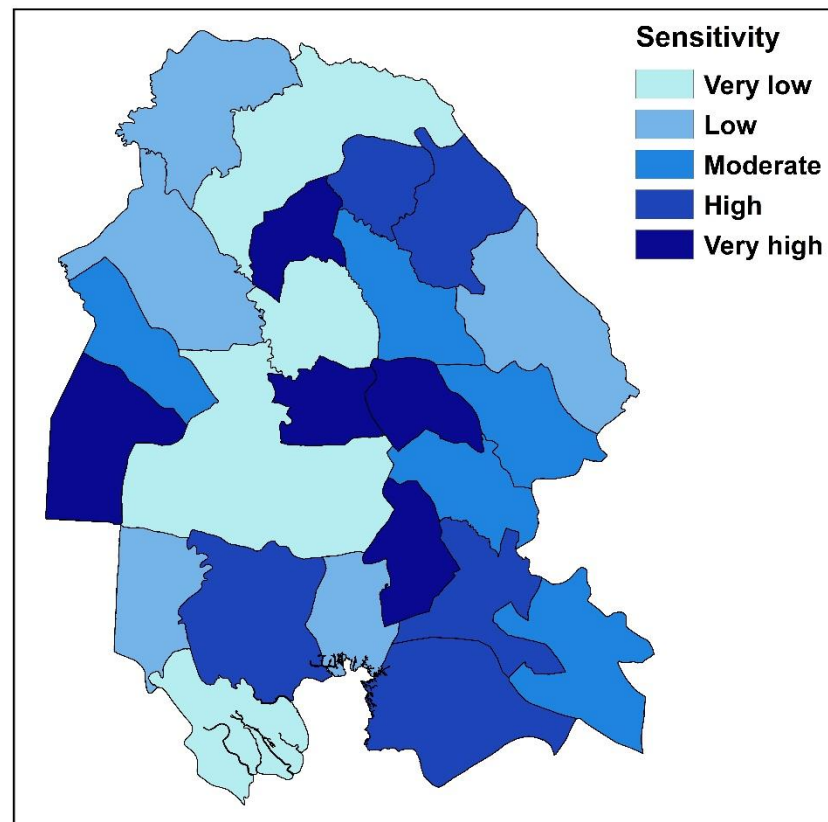 Sensitivity
Very low
Low
Moderate
High
Very high